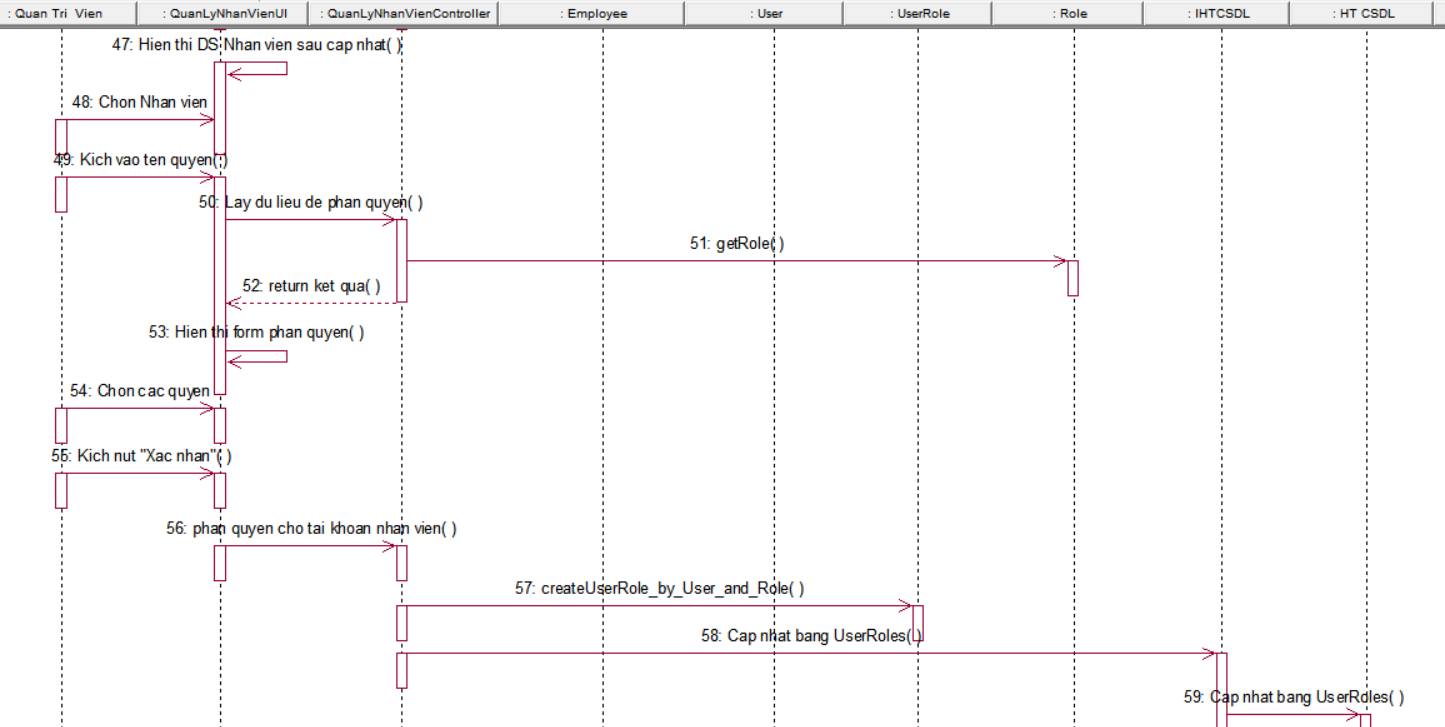 : Quan Tri Vien
: QuanLyNhanVienUI
: QuanLyNhanVienController
: Employee
: User
: UserRole
: Role
: IHTCSDL
: HT CSDL
47: Hien thi DS Nhan vien sau cap nhat( )
48: Chon Nhan vien
49: Kich vao ten quyen( )
50: Lay du lieu de phan quyen( )
51: getRole( )
52: return ket qua( )
53: Hien thi form phan quyen( )
54: Chon cac quyen
55: Kich nut "Xac nhan"( )
56: phan quyen cho tai khoan nhan vien( )
57: createUserRole_by_User_and_Role( )
58: Cap nhat bang UserRoles( )
59: Cap nhat bang UserRoles( )